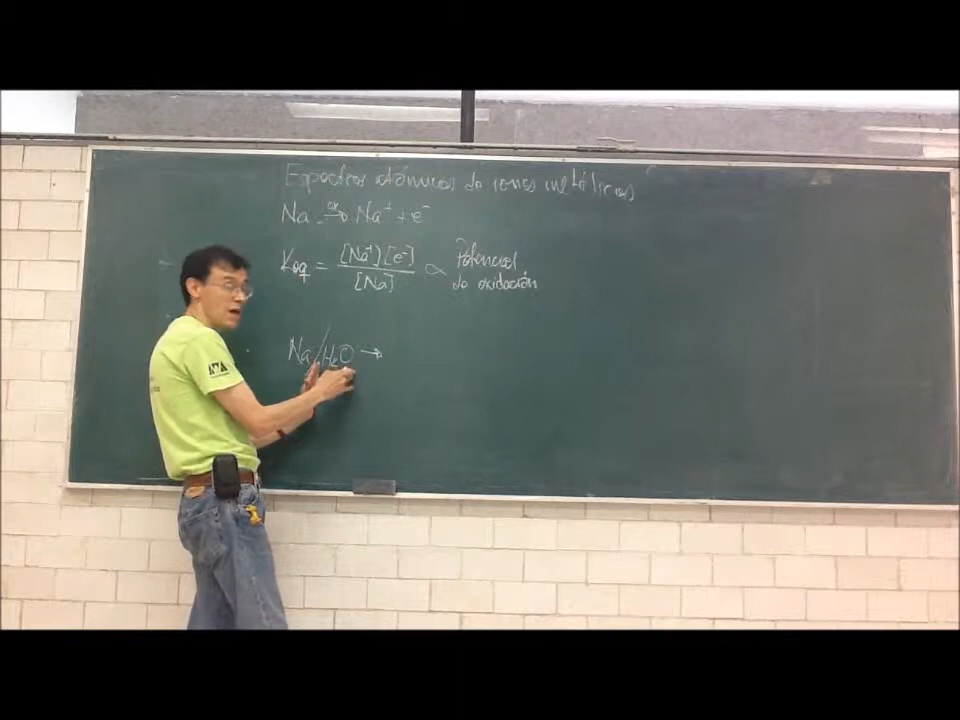 Espectros atómicos de iones metálicos
Na → Na⁺ + e⁻
Keq = [Na⁺][e⁻] / [Na] ∝ Potencial
de oxidación
Na/H₂O →